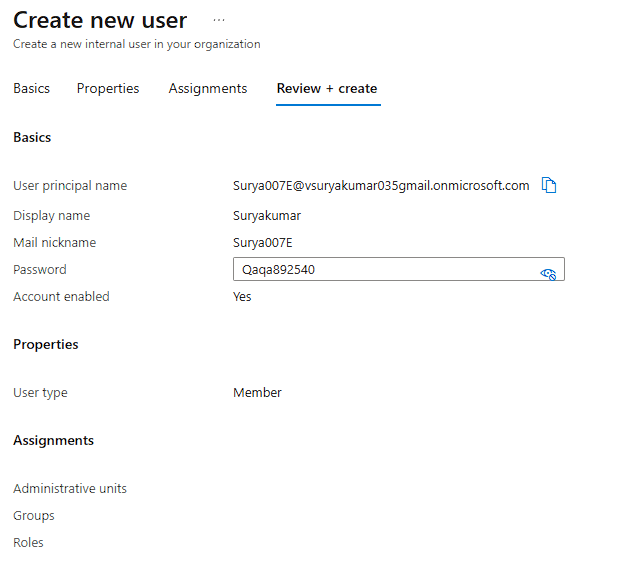 Create new user ...
Create a new internal user in your organization
Basics Properties Assignments Review + create
Basics
User principal name Surya007E@vsuryakumar035gmail.onmicrosoft.com
Display name Suryakumar
Mail nickname Surya007E
Password Qaqa892540
Account enabled Yes
Properties
User type Member
Assignments
Administrative units
Groups
Roles